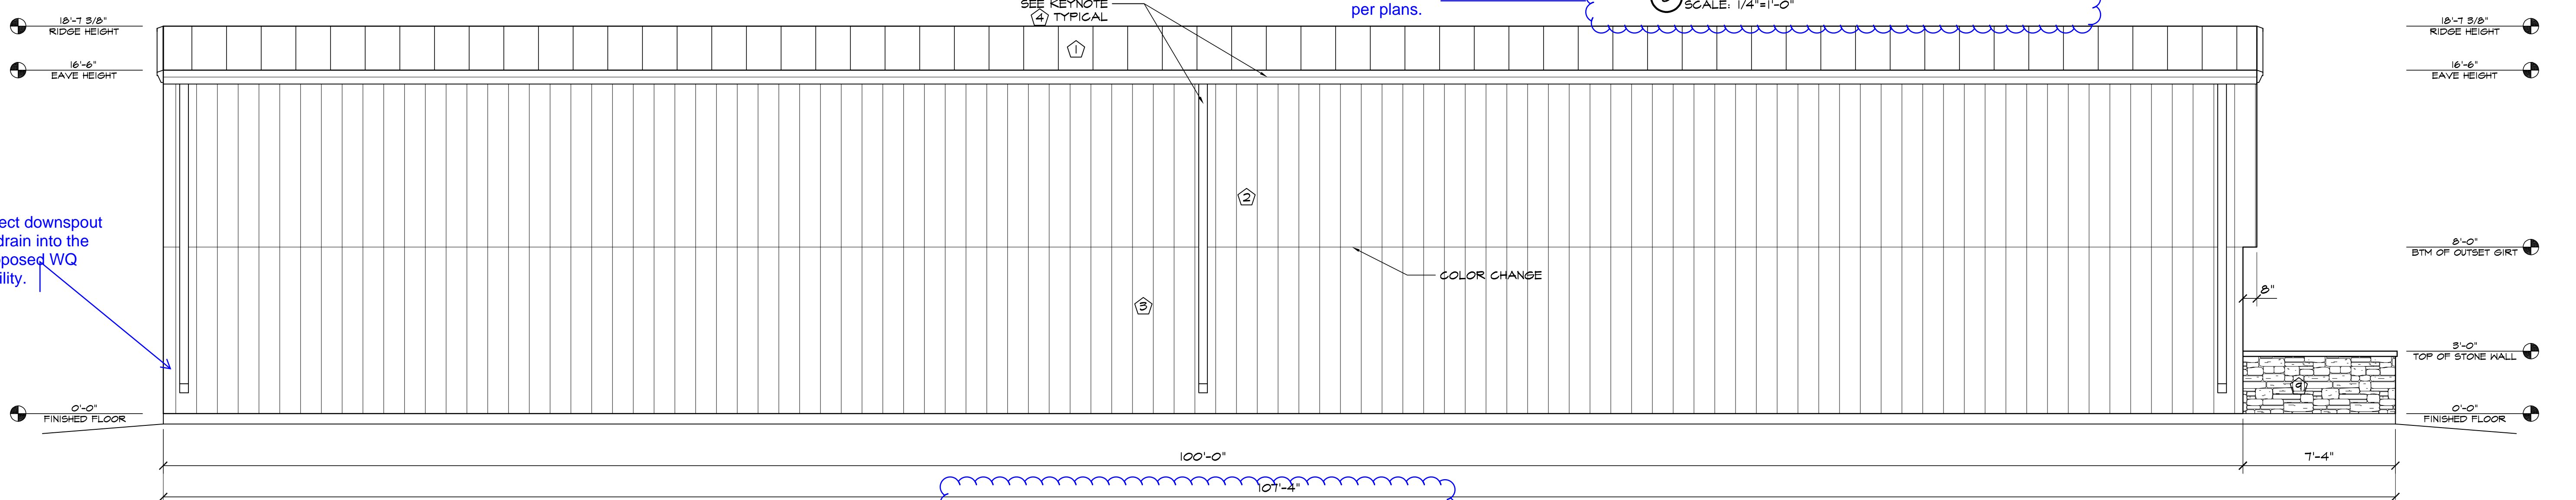 SEE KEYNOTE
4 TYPICAL
per plans.
SCALE: 1/4"=1'-0"
18'-7 3/8"
RIDGE HEIGHT
16'-6"
EAVE HEIGHT
1
18'-7 3/8"
RIDGE HEIGHT
16'-6"
EAVE HEIGHT
2
downspout
drain into the
WQ
COLOR CHANGE
3
8'-0"
BTM OF OUTSET GIRT
8"
3'-0"
TOP OF STONE WALL
9
0'-0"
FINISHED FLOOR
0'-0"
FINISHED FLOOR
100'-0"
7'-4"
107'-4"